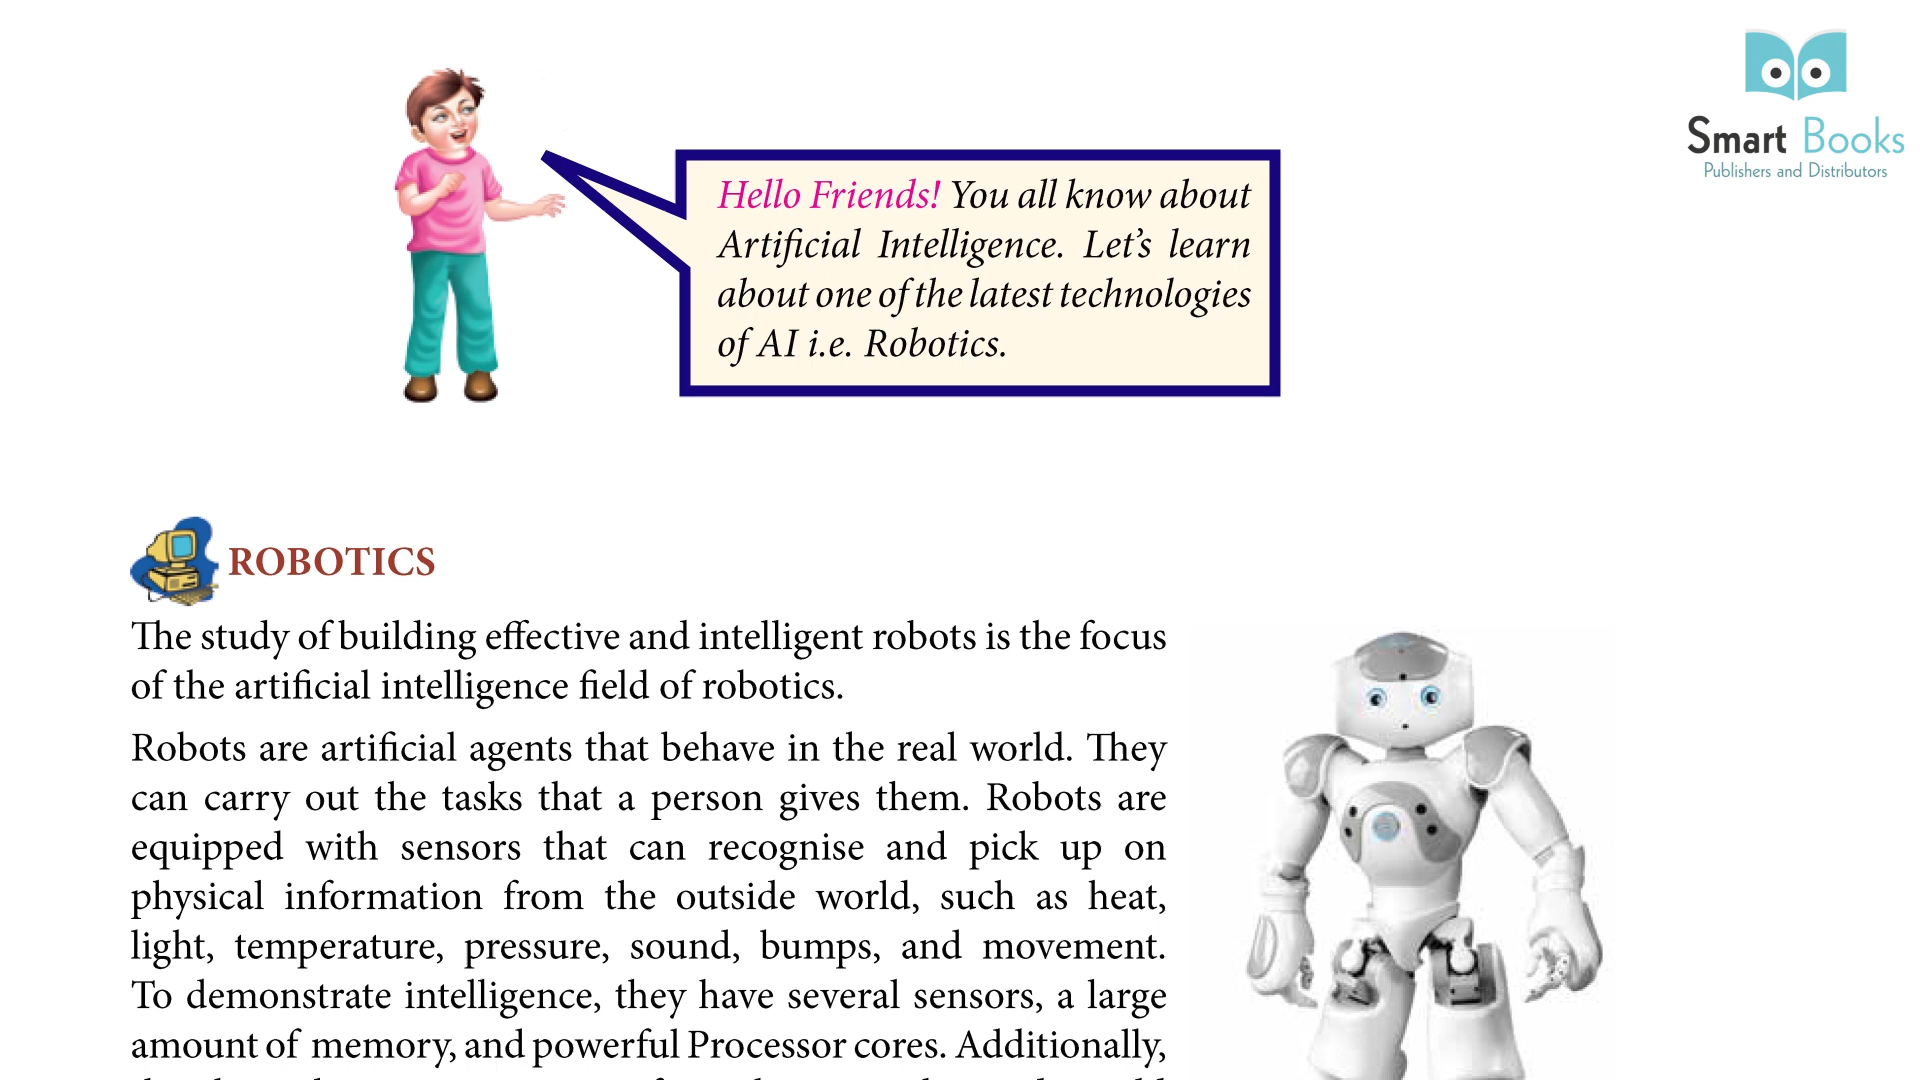 Smart Books
Publishers and Distributors
Hello Friends! You all know about
Artificial Intelligence. Let’s learn
about one of the latest technologies
of AI i.e. Robotics.
ROBOTICS
The study of building effective and intelligent robots is the focus
of the artificial intelligence field of robotics.
Robots are artificial agents that behave in the real world. They
can carry out the tasks that a person gives them. Robots are
equipped with sensors that can recognise and pick up on
physical information from the outside world, such as heat,
light, temperature, pressure, sound, bumps, and movement.
To demonstrate intelligence, they have several sensors, a large
amount of memory, and powerful Processor cores. Additionally,